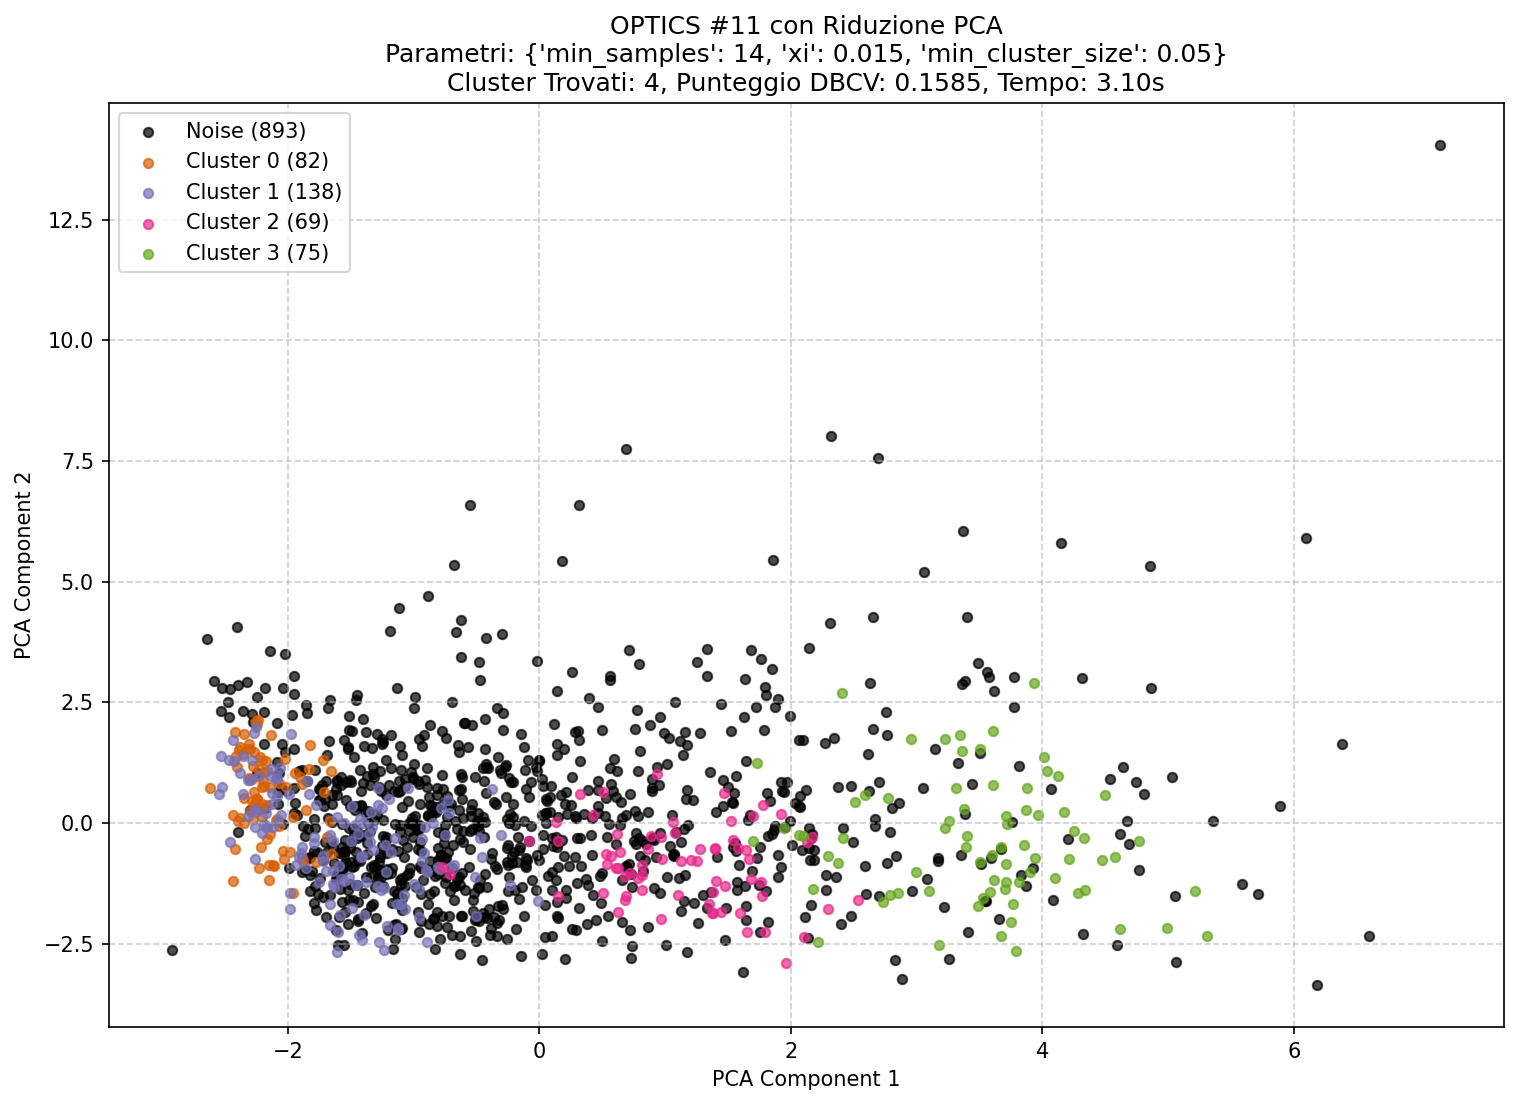 OPTICS #11 con Riduzione PCA
Parametri: {'min_samples': 14, 'xi': 0.015, 'min_cluster_size': 0.05}
Cluster Trovati: 4, Punteggio DBCV: 0.1585, Tempo: 3.10s
Noise (893)
Cluster 0 (82)
Cluster 1 (138)
Cluster 2 (69)
Cluster 3 (75)
PCA Component 2
12.5
10.0
7.5
5.0
2.5
0.0
−2.5
−2
0
2
4
6
PCA Component 1